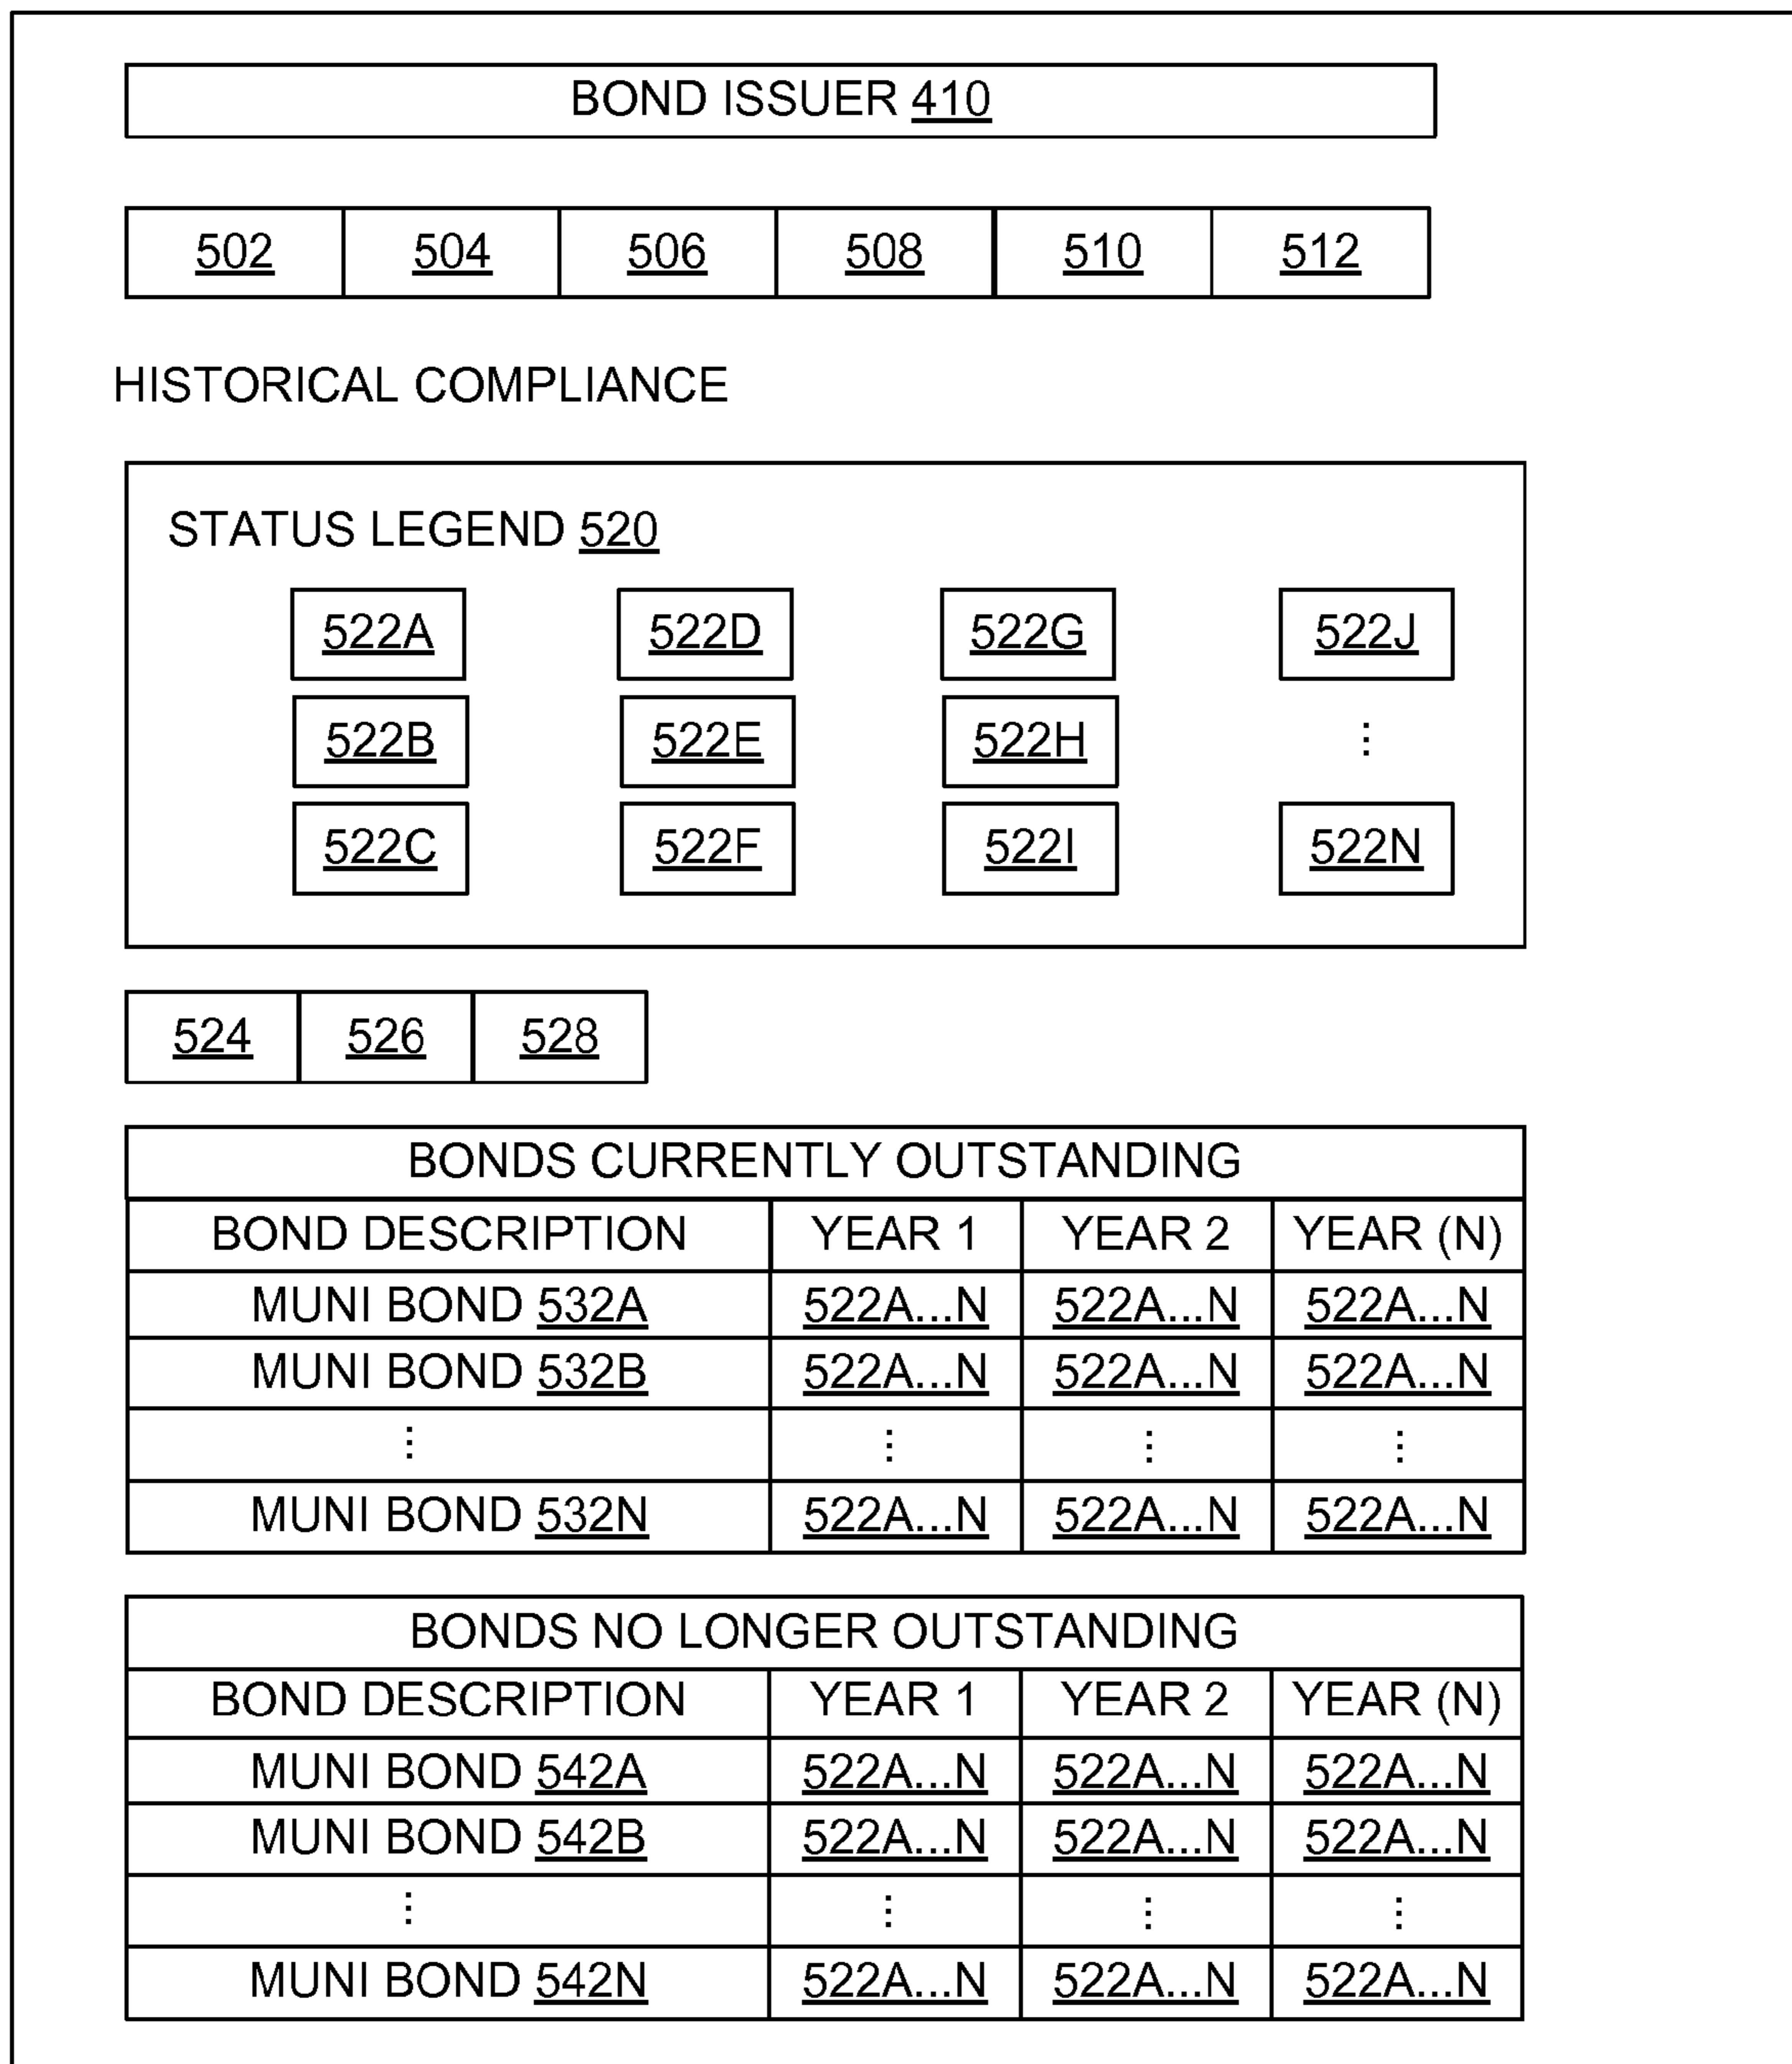 BOND ISSUER 410
502 504 506 508 510 512
HISTORICAL COMPLIANCE
STATUS LEGEND 520
522A 522D 522G 522J
522B 522E 522H ⋮
522C 522F 522I 522N
524 526 528
BONDS CURRENTLY OUTSTANDING
BOND DESCRIPTION YEAR 1 YEAR 2 YEAR (N)
MUNI BOND 532A 522A...N 522A...N 522A...N
MUNI BOND 532B 522A...N 522A...N 522A...N
⋮ ⋮ ⋮ ⋮
MUNI BOND 532N 522A...N 522A...N 522A...N
BONDS NO LONGER OUTSTANDING
BOND DESCRIPTION YEAR 1 YEAR 2 YEAR (N)
MUNI BOND 542A 522A...N 522A...N 522A...N
MUNI BOND 542B 522A...N 522A...N 522A...N
⋮ ⋮ ⋮ ⋮
MUNI BOND 542N 522A...N 522A...N 522A...N